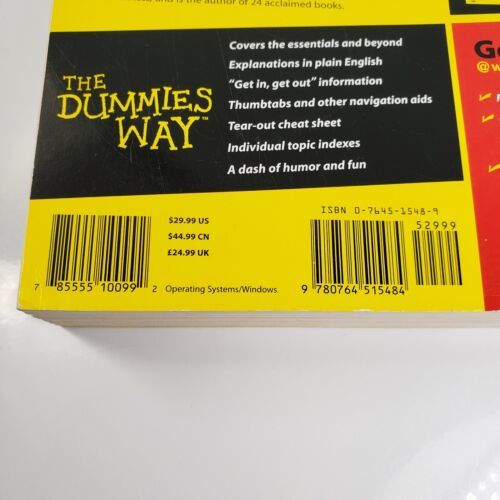 and is the author of 24 acclaimed books.
THE
DUMMIES
WAY™
Covers the essentials and beyond
Explanations in plain English
"Get in, get out" information
Thumbtabs and other navigation aids
Tear-out cheat sheet
Individual topic indexes
A dash of humor and fun
Ge
@ w
$29.99 US
$44.99 CN
£24.99 UK
7 85555 10099 2
Operating Systems/Windows
ISBN 0-7645-1548-9
52999
9 780764 515484